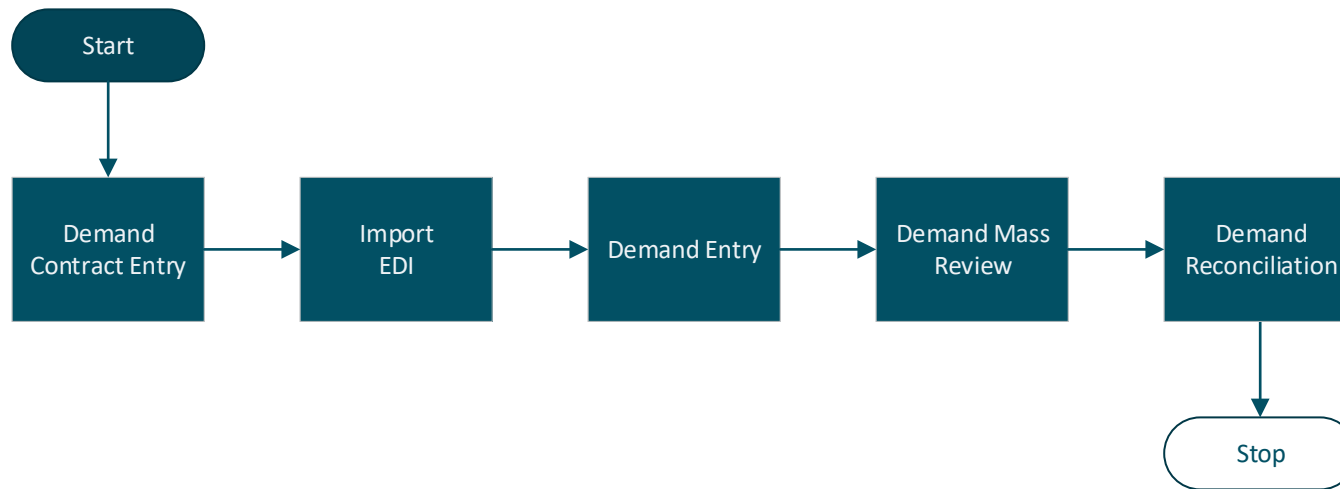 Start
Demand
Contract Entry
Import
EDI
Demand Entry
Demand Mass
Review
Demand
Reconciliation
Stop